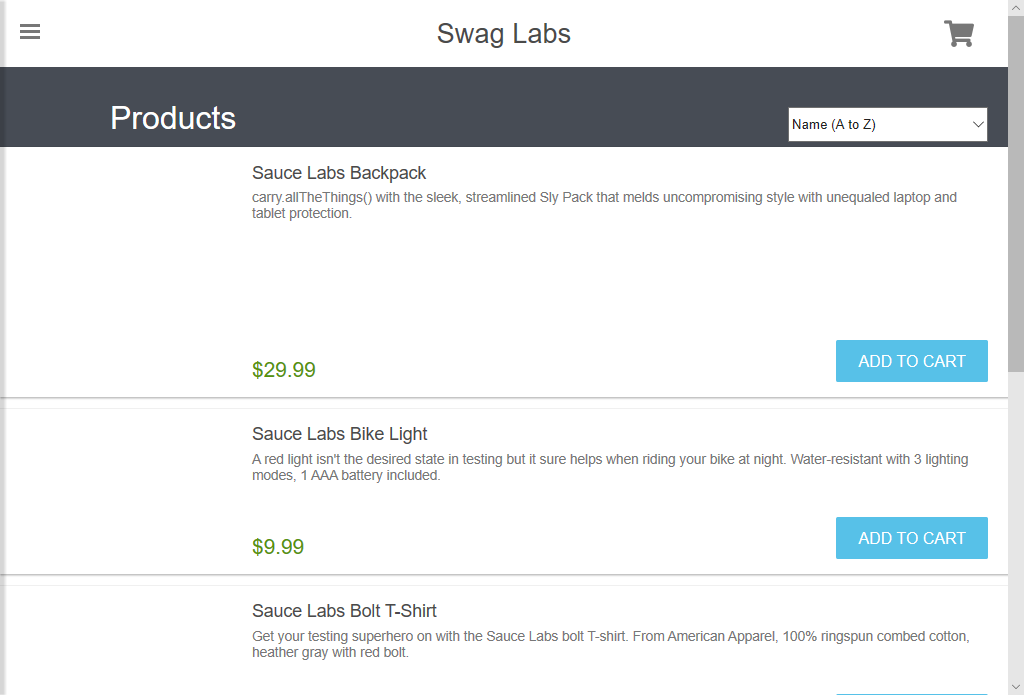 Swag Labs
Products
Name (A to Z)
Sauce Labs Backpack
carry.allTheThings() with the sleek, streamlined Sly Pack that melds uncompromising style with unequaled laptop and
tablet protection.
$29.99
ADD TO CART
Sauce Labs Bike Light
A red light isn't the desired state in testing but it sure helps when riding your bike at night. Water-resistant with 3 lighting
modes, 1 AAA battery included.
$9.99
ADD TO CART
Sauce Labs Bolt T-Shirt
Get your testing superhero on with the Sauce Labs bolt T-shirt. From American Apparel, 100% ringspun combed cotton,
heather gray with red bolt.